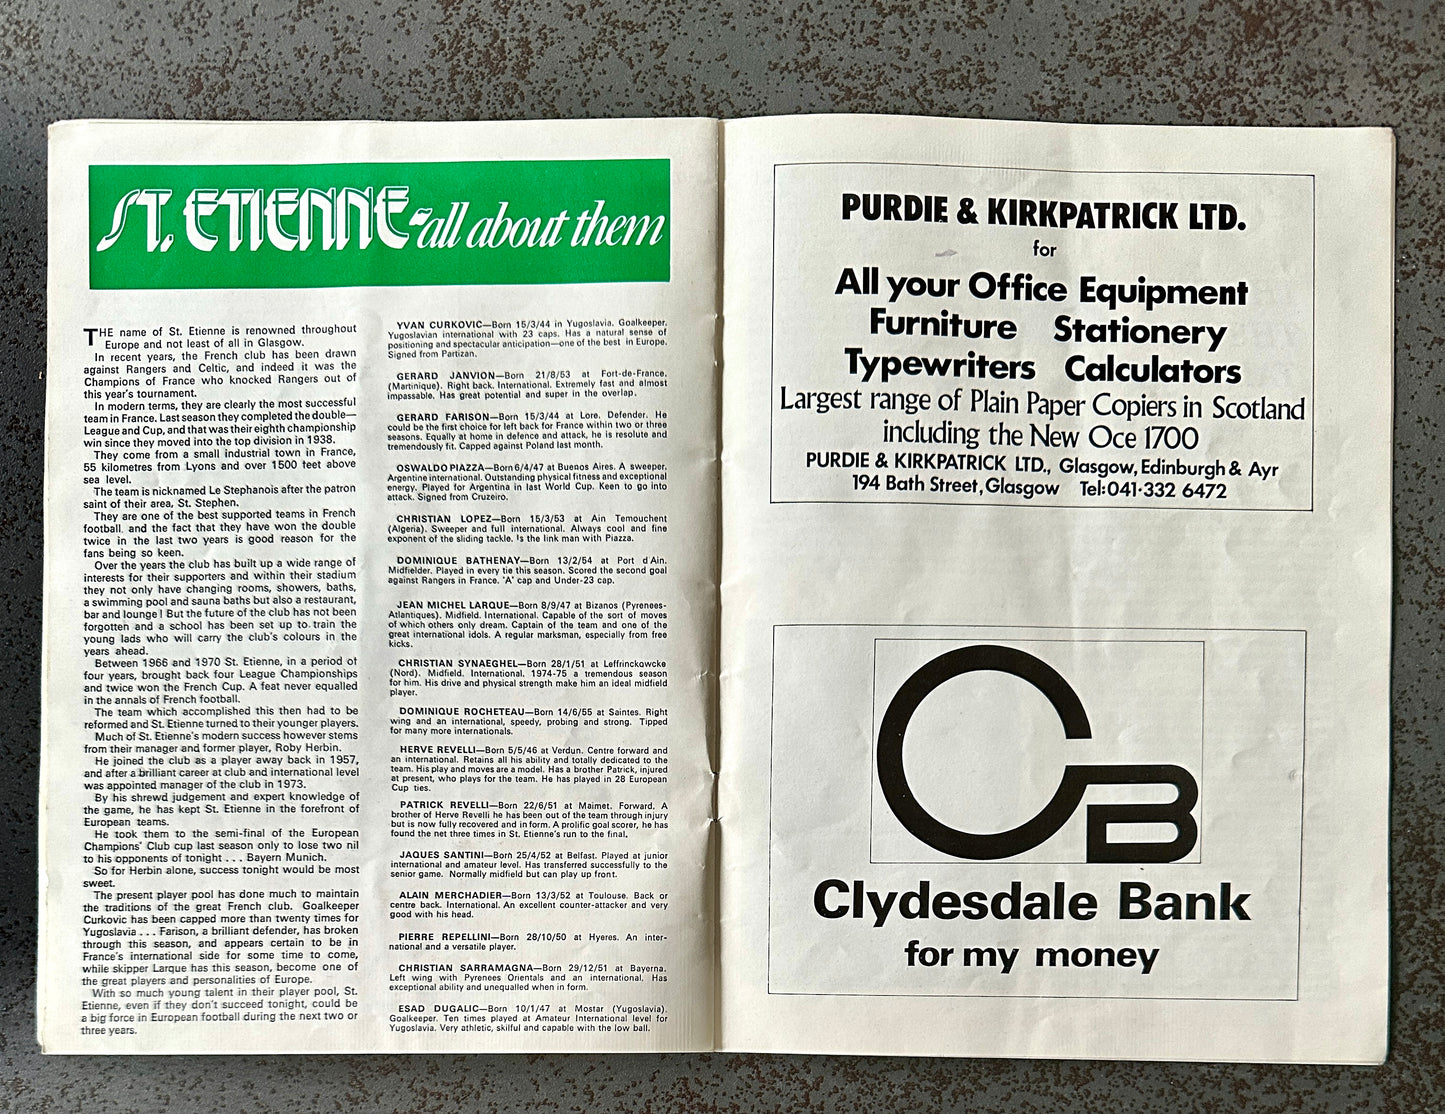 ST. ETIENNE-all about them
THE name of St. Etienne is renowned throughout
Europe and not least of all in Glasgow.
In recent years, the French club has been drawn
against Rangers and Celtic, and indeed it was the
Champions of France who knocked Rangers out of
this year's tournament.
In modern terms, they are clearly the most successful
team in France. Last season they completed the double—
League and Cup, and that was their eighth championship
win since they moved into the top division in 1938.
They come from a small industrial town in France,
55 kilometres from Lyons and over 1500 feet above
sea level.
The team is nicknamed Le Stephanois after the patron
saint of their area, St. Stephen.
They are one of the best supported teams in French
football, and the fact that they have won the double
twice in the last two years is good reason for the
fans being so keen.
Over the years the club has built up a wide range of
interests for their supporters and within their stadium
they not only have changing rooms, showers, baths,
a swimming pool and sauna baths but also a restaurant,
bar and lounge! But the future of the club has not been
forgotten and a school has been set up to train the
young lads who will carry the club's colours in the
years ahead.
Between 1966 and 1970 St. Etienne, in a period of
four years, brought back four League Championships
and twice won the French Cup. A feat never equalled
in the annals of French football.
The team which accomplished this then had to be
reformed and St. Etienne turned to their younger players.
Much of St. Etienne's modern success however stems
from their manager and former player, Roby Herbin.
He joined the club as a player away back in 1957,
and after a brilliant career at club and international level
was appointed manager of the club in 1973.
By his shrewd judgement and expert knowledge of
the game, he has kept St. Etienne in the forefront of
European teams.
He took them to the semi-final of the European
Champions' Club cup last season only to lose two nil
to his opponents of tonight . . . Bayern Munich.
So for Herbin alone, success tonight would be most
sweet.
The present player pool has done much to maintain
the traditions of the great French club. Goalkeeper
Curkovic has been capped more than twenty times for
Yugoslavia . . . Farison, a brilliant defender, has broken
through this season, and appears certain to be in
France's international side for some time to come,
while skipper Larque has this season, become one of
the great players and personalities of Europe.
With so much young talent in their player pool, St.
Etienne, even if they don't succeed tonight, could be
a big force in European football during the next two or
three years.
YVAN CURKOVIC—Born 15/3/44 in Yugoslavia. Goalkeeper.
Yugoslavian international with 23 caps. Has a natural sense of
positioning and spectacular anticipation—one of the best in Europe.
Signed from Partizan.
GERARD JANVION—Born 21/8/53 at Fort-de-France.
(Martinique). Right back. International. Extremely fast and almost
impassable. Has great potential and super in the overlap.
GERARD FARISON—Born 15/3/44 at Lore. Defender. He
could be the first choice for left back for France within two or three
seasons. Equally at home in defence and attack, he is resolute and
tremendously fit. Capped against Poland last month.
OSWALDO PIAZZA—Born 6/4/47 at Buenos Aires. A sweeper.
Argentine international. Outstanding physical fitness and exceptional
energy. Played for Argentina in last World Cup. Keen to go into
attack. Signed from Cruzeiro.
CHRISTIAN LOPEZ—Born 15/3/53 at Ain Temouchent
(Algeria). Sweeper and full international. Always cool and fine
exponent of the sliding tackle. Is the link man with Piazza.
DOMINIQUE BATHENAY—Born 13/2/54 at Port d'Ain.
Midfielder. Played in every tie this season. Scored the second goal
against Rangers in France. 'A' cap and Under-23 cap.
JEAN MICHEL LARQUE—Born 8/9/47 at Bizanos (Pyrenees-
Atlantiques). Midfield. International. Capable of the sort of moves
of which others only dream. Captain of the team and one of the
great international idols. A regular marksman, especially from free
kicks.
CHRISTIAN SYNAEGHEL—Born 28/1/51 at Leffrinckowcke
(Nord). Midfield. International. 1974-75 a tremendous season
for him. His drive and physical strength make him an ideal midfield
player.
DOMINIQUE ROCHETEAU—Born 14/6/55 at Saintes. Right
wing and an international, speedy, probing and strong. Tipped
for many more internationals.
HERVE REVELLI—Born 5/5/46 at Verdun. Centre forward and
an international. Retains all his ability and totally dedicated to the
team. His play and moves are a model. Has a brother Patrick, injured
at present, who plays for the team. He has played in 28 European
Cup ties.
PATRICK REVELLI—Born 22/6/51 at Maimet. Forward. A
brother of Herve Revelli he has been out of the team through injury
but is now fully recovered and in form. A prolific goal scorer, he has
found the net three times in St. Etienne's run to the final.
JAQUES SANTINI—Born 25/4/52 at Belfast. Played at junior
international and amateur level. Has transferred successfully to the
senior game. Normally midfield but can play up front.
ALAIN MERCHADIER—Born 13/3/52 at Toulouse. Back or
centre back. International. An excellent counter-attacker and very
good with his head.
PIERRE REPELLINI—Born 28/10/50 at Hyeres. An inter-
national and a versatile player.
CHRISTIAN SARRAMAGNA—Born 29/12/51 at Bayerna.
Left wing with Pyrenees Orientals and an international. Has
exceptional ability and unequalled when in form.
ESAD DUGALIC—Born 10/1/47 at Mostar (Yugoslavia).
Goalkeeper. Ten times played at Amateur International level for
Yugoslavia. Very athletic, skilful and capable with the low ball.
PURDIE & KIRKPATRICK LTD.
for
All your Office Equipment
Furniture Stationery
Typewriters Calculators
Largest range of Plain Paper Copiers in Scotland
including the New Oce 1700
PURDIE & KIRKPATRICK LTD., Glasgow, Edinburgh & Ayr
194 Bath Street, Glasgow Tel: 041·332 6472
CB
Clydesdale Bank
for my money